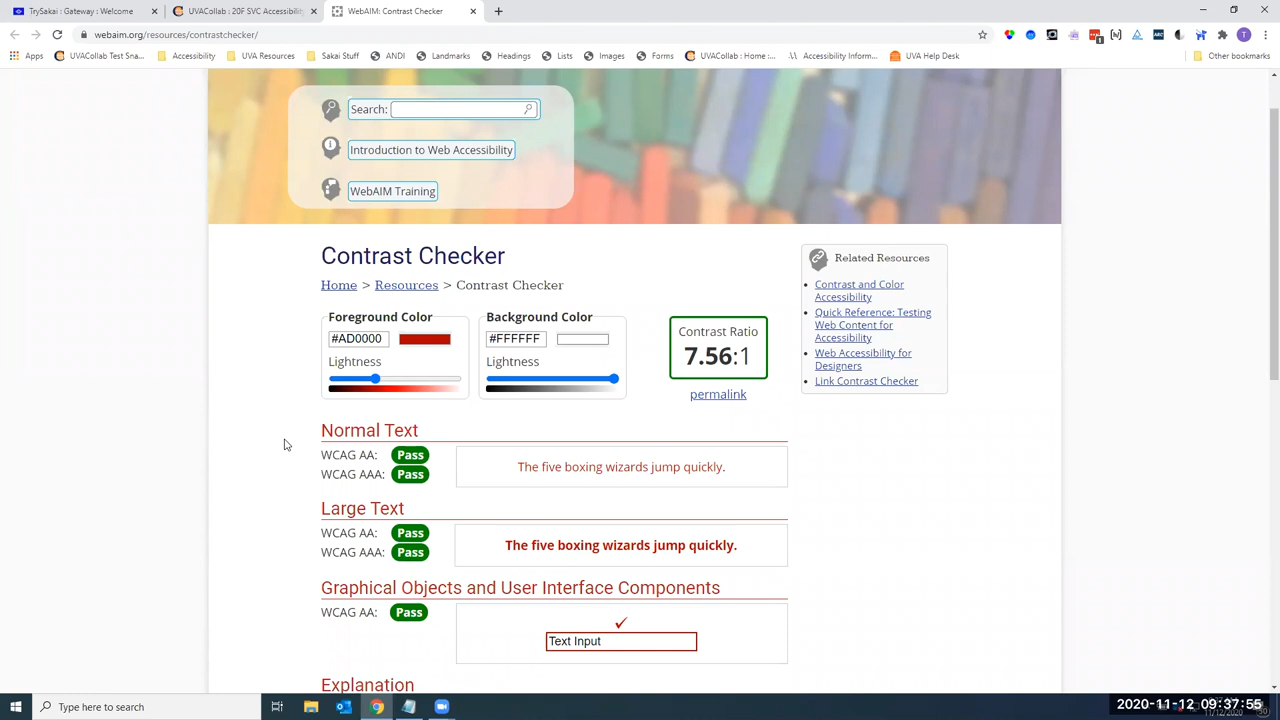 TrySakai : Gateway : Welcome
UVACollab : 20F SVC Accessibility
WebAIM: Contrast Checker
webaim.org/resources/contrastchecker/
Apps
UVACollab Test Sna...
Accessibility
UVA Resources
Sakai Stuff
ANDI
Landmarks
Headings
Lists
Images
Forms
UVACollab : Home :...
Accessibility Inform...
UVA Help Desk
Other bookmarks
Search:
Introduction to Web Accessibility
WebAIM Training
Contrast Checker
Home > Resources > Contrast Checker
Foreground Color
#AD0000
Lightness
Background Color
#FFFFFF
Lightness
Contrast Ratio
7.56:1
permalink
Related Resources
Contrast and Color
Accessibility
Quick Reference: Testing
Web Content for
Accessibility
Web Accessibility for
Designers
Link Contrast Checker
Normal Text
WCAG AA: Pass
WCAG AAA: Pass
The five boxing wizards jump quickly.
Large Text
WCAG AA: Pass
WCAG AAA: Pass
The five boxing wizards jump quickly.
Graphical Objects and User Interface Components
WCAG AA: Pass
✓
Text Input
Explanation
Type here to search
2020-11-12 09:37:55